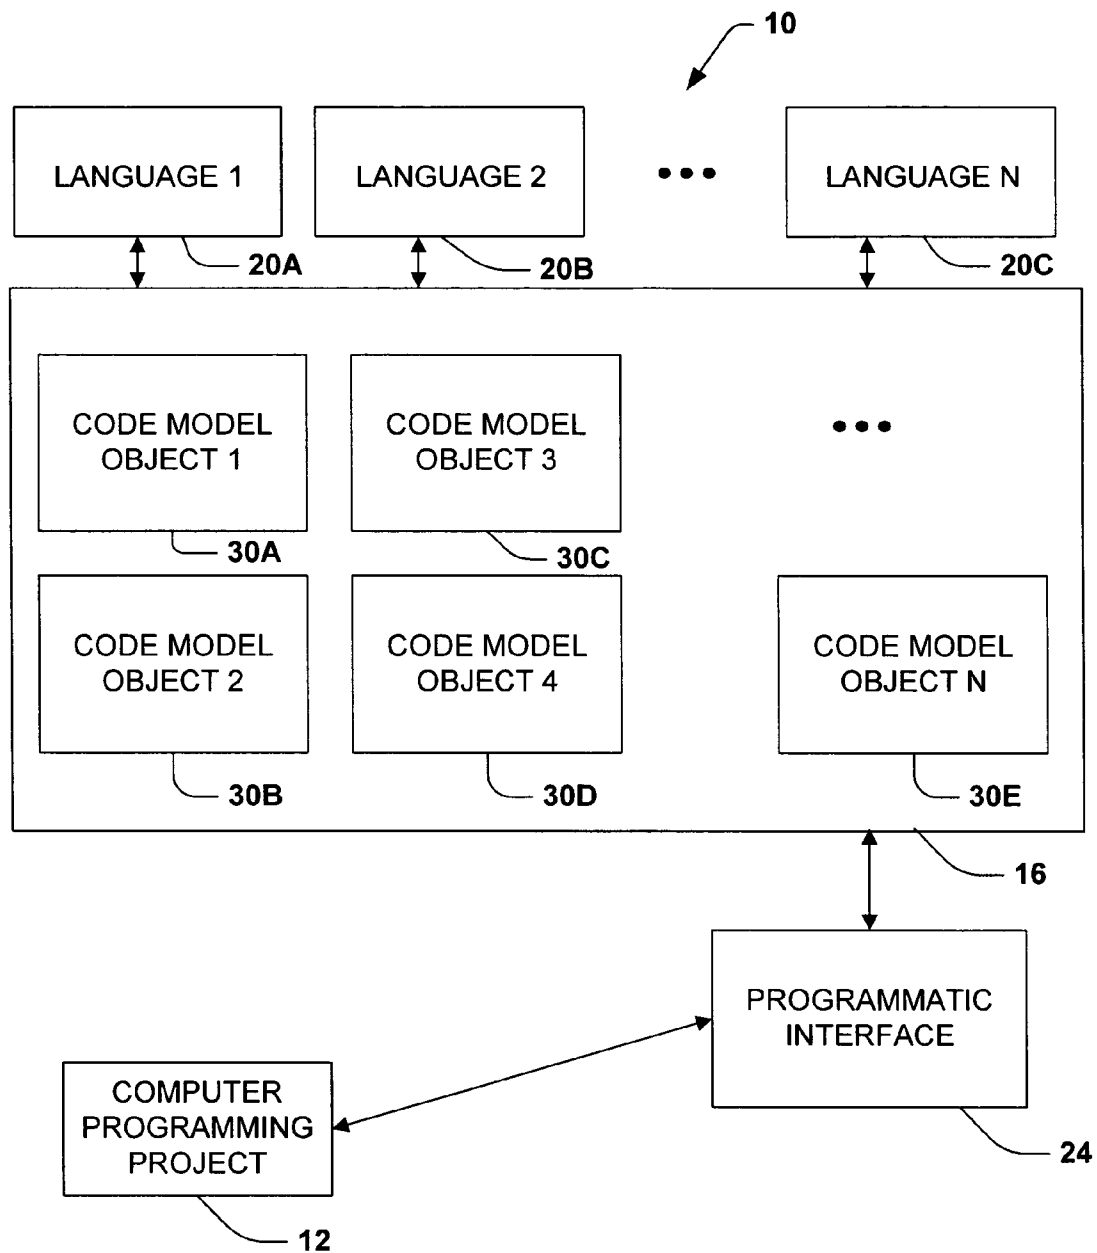 10
LANGUAGE 1
LANGUAGE 2
LANGUAGE N
20A
20B
20C
CODE MODEL
OBJECT 1
CODE MODEL
OBJECT 3
30A
30C
CODE MODEL
OBJECT 2
CODE MODEL
OBJECT 4
CODE MODEL
OBJECT N
30B
30D
30E
16
PROGRAMMATIC
INTERFACE
COMPUTER
PROGRAMMING
PROJECT
24
12